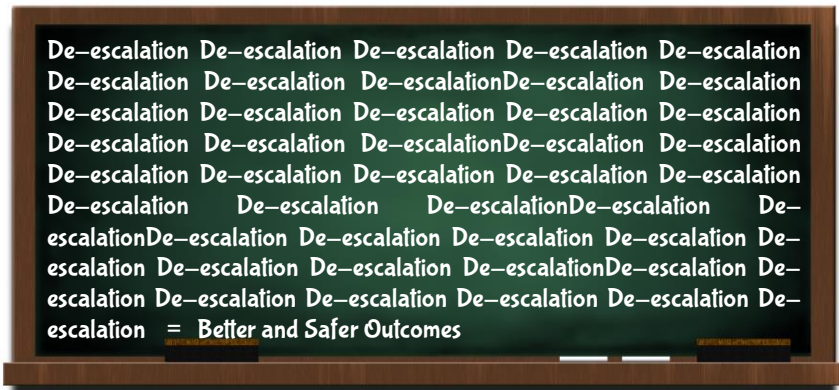 De-escalation De-escalation De-escalation De-escalation De-escalation
De-escalation De-escalation De-escalationDe-escalation De-escalation
De-escalation De-escalation De-escalation De-escalation De-escalation
De-escalation De-escalation De-escalationDe-escalation De-escalation
De-escalation De-escalation De-escalation De-escalation De-escalation
De-escalation De-escalation De-escalationDe-escalation De-
escalationDe-escalation De-escalation De-escalation De-escalation De-
escalation De-escalation De-escalation De-escalationDe-escalation De-
escalation De-escalation De-escalation De-escalation De-escalation De-
escalation = Better and Safer Outcomes